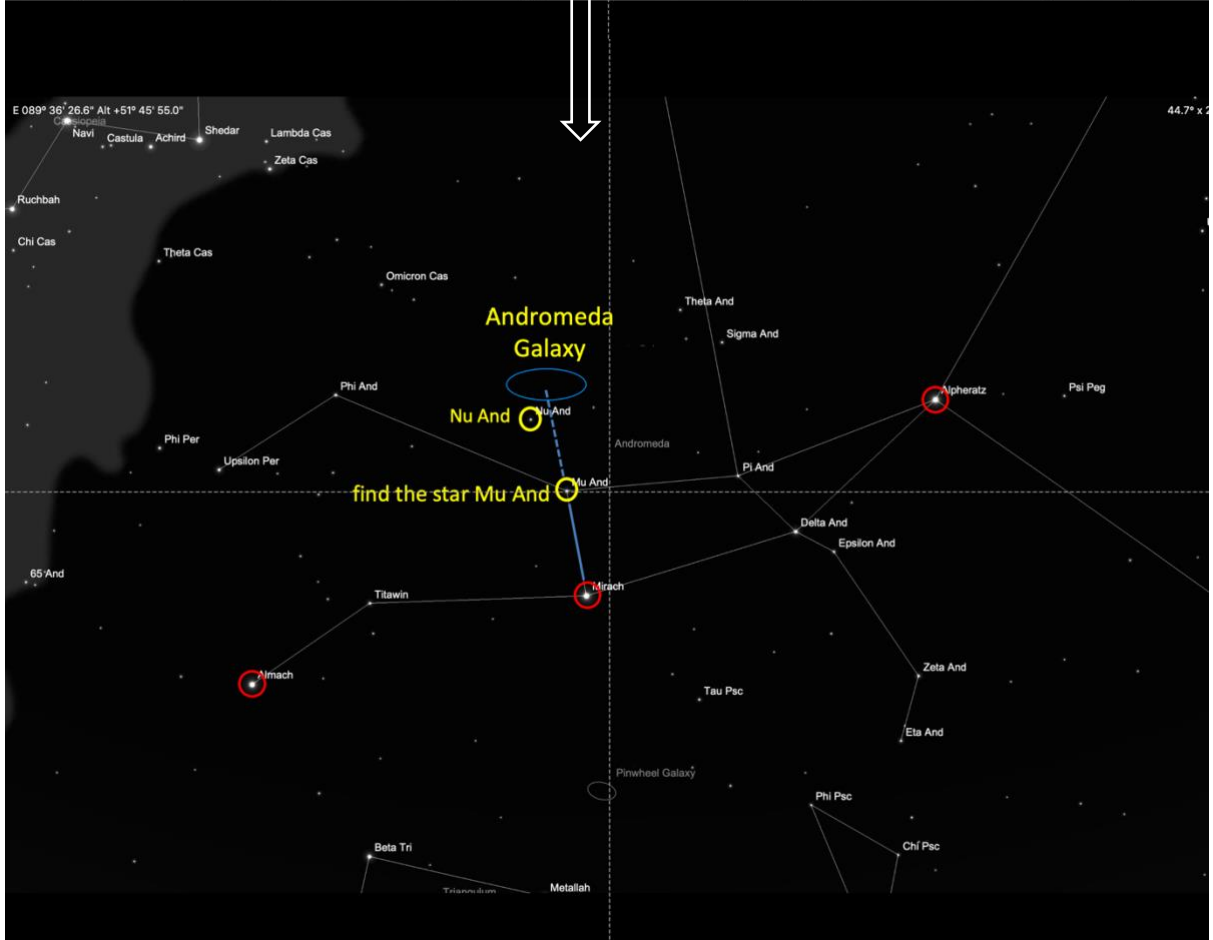 E 089° 36' 26.6" Alt +51° 45' 55.0"
44.7° x 2
Cassiopeia
Navi
Castula
Achird
Shedar
Lambda Cas
Zeta Cas
Ruchbah
Chi Cas
Theta Cas
Omicron Cas
Andromeda
Galaxy
Theta And
Sigma And
Phi And
Alpheratz
Psi Peg
Nu And
Nu And
Phi Per
Andromeda
Upsilon Per
Pi And
find the star Mu And
Mu And
Delta And
Epsilon And
65 And
Mirach
Titawin
Almach
Zeta And
Tau Psc
Eta And
Pinwheel Galaxy
Phi Psc
Beta Tri
Chi Psc
Triangulum
Metallah